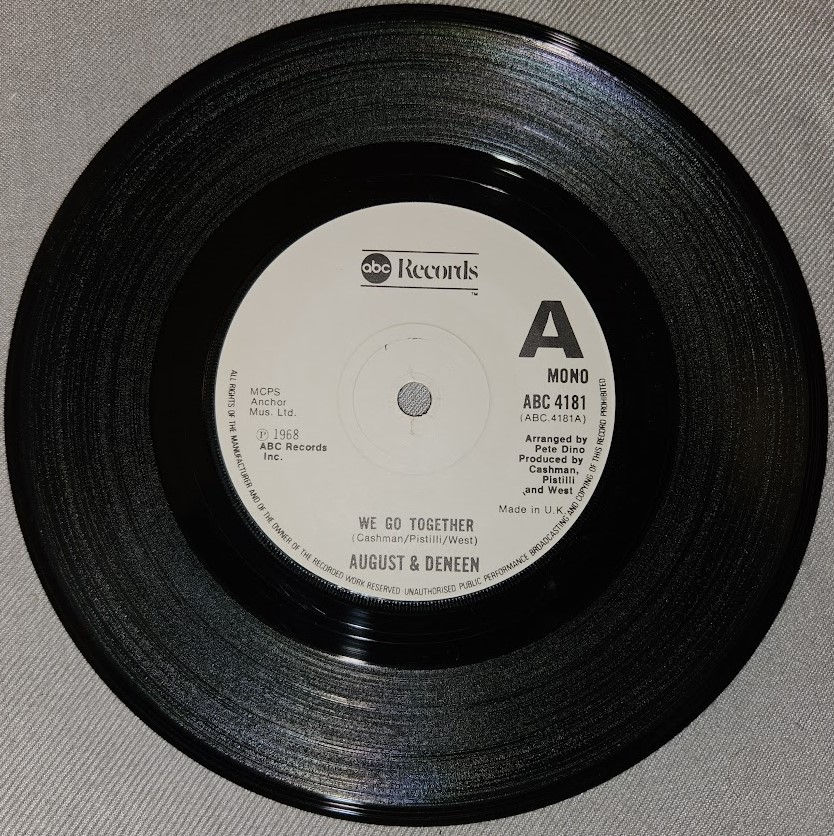 abc Records
™
A
MONO
ABC 4181
(ABC.4181A)
MCPS
Anchor
Mus. Ltd.
℗ 1968
ABC Records
Inc.
Arranged by
Pete Dino
Produced by
Cashman,
Pistilli
and West
Made in U.K.
WE GO TOGETHER
(Cashman/Pistilli/West)
AUGUST & DENEEN
ALL RIGHTS OF THE MANUFACTURER AND OF THE OWNER OF THE RECORDED WORK RESERVED UNAUTHORISED PUBLIC PERFORMANCE BROADCASTING AND COPYING OF THIS RECORD PROHIBITED